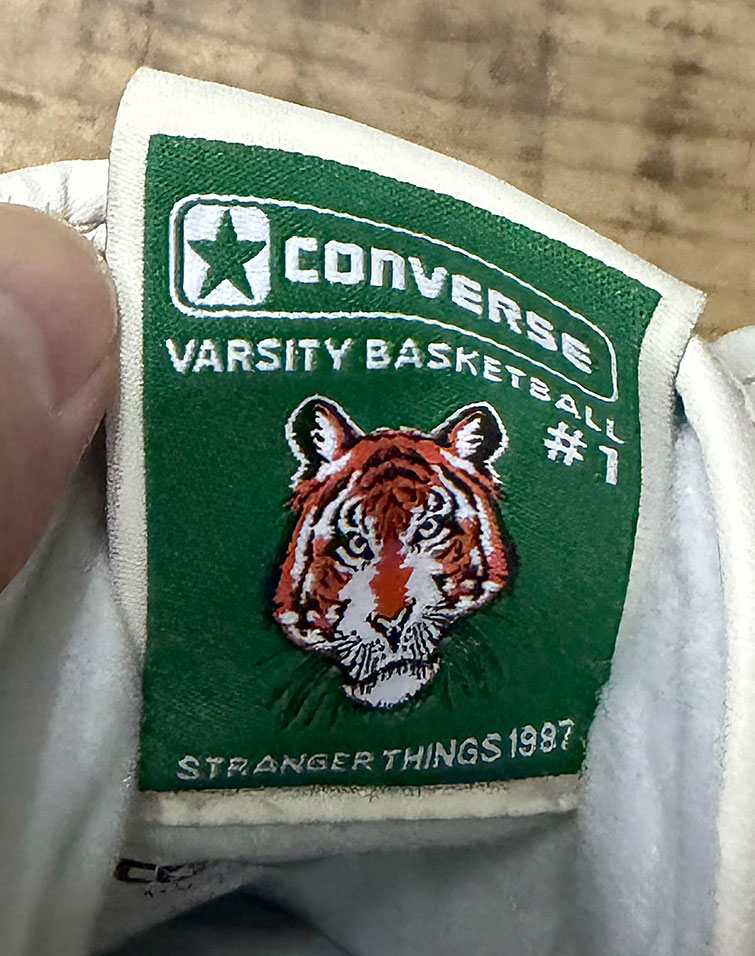 CONVERSE
VARSITY BASKETBALL
#1
STRANGER THINGS 1987